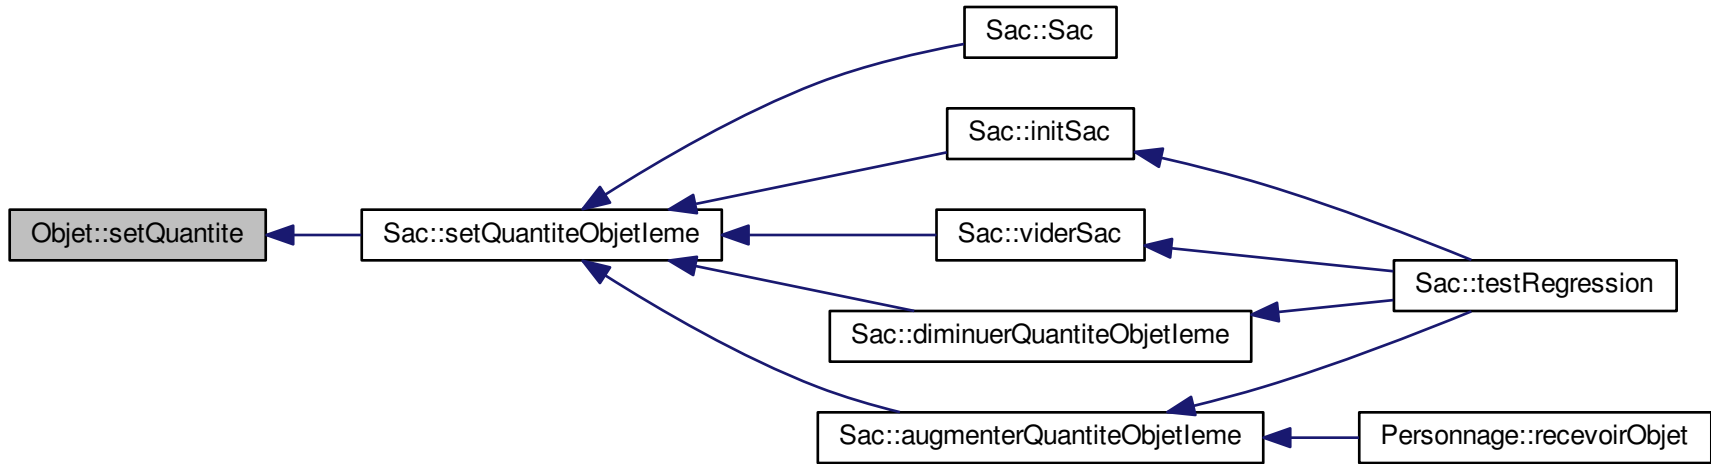 Sac::Sac
Sac::initSac
Objet::setQuantite
Sac::setQuantiteObjetIeme
Sac::viderSac
Sac::testRegression
Sac::diminuerQuantiteObjetIeme
Sac::augmenterQuantiteObjetIeme
Personnage::recevoirObjet